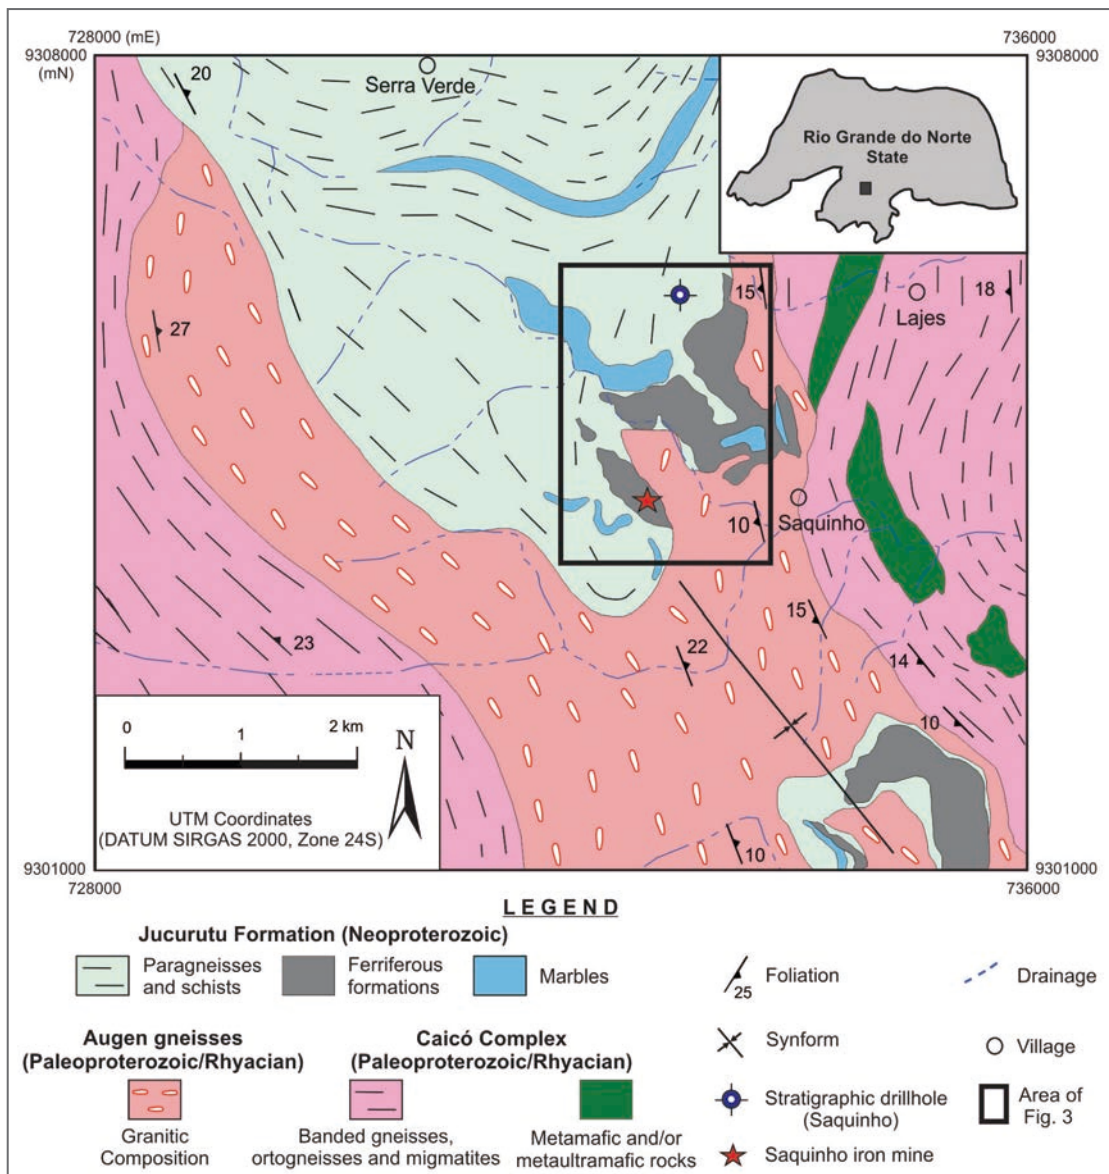 728000 (mE)
736000
9308000
(mN)
9308000
20
Serra Verde
Rio Grande do Norte
State
15
18
Lajes
27
10
Saquinho
15
22
23
14
10
0 1 2 km
N
UTM Coordinates
(DATUM SIRGAS 2000, Zone 24S)
10
9301000
9301000
728000
736000
LEGEND
Jucurutu Formation (Neoproterozoic)
Paragneisses
and schists
Ferriferous
formations
Marbles
25
Foliation
Drainage
Augen gneisses
(Paleoproterozoic/Rhyacian)
Caicó Complex
(Paleoproterozoic/Rhyacian)
Synform
Village
Granitic
Composition
Banded gneisses,
ortogneisses and migmatites
Metamafic and/or
metaultramafic rocks
Stratigraphic drillhole
(Saquinho)
Area of
Fig. 3
Saquinho iron mine